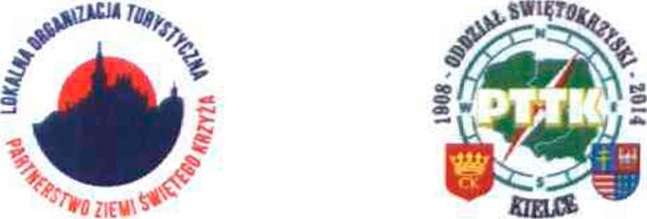 LOKALNA ORGANIZACJA TURYSTYCZNA
PARTNERSTWO ZIEMI ŚWIĘTEGO KRZYŻA
1908 - ODDZIAŁ ŚWIĘTOKRZYSKI - 2014
N
W E
PTTK
S
CK
KIELCE